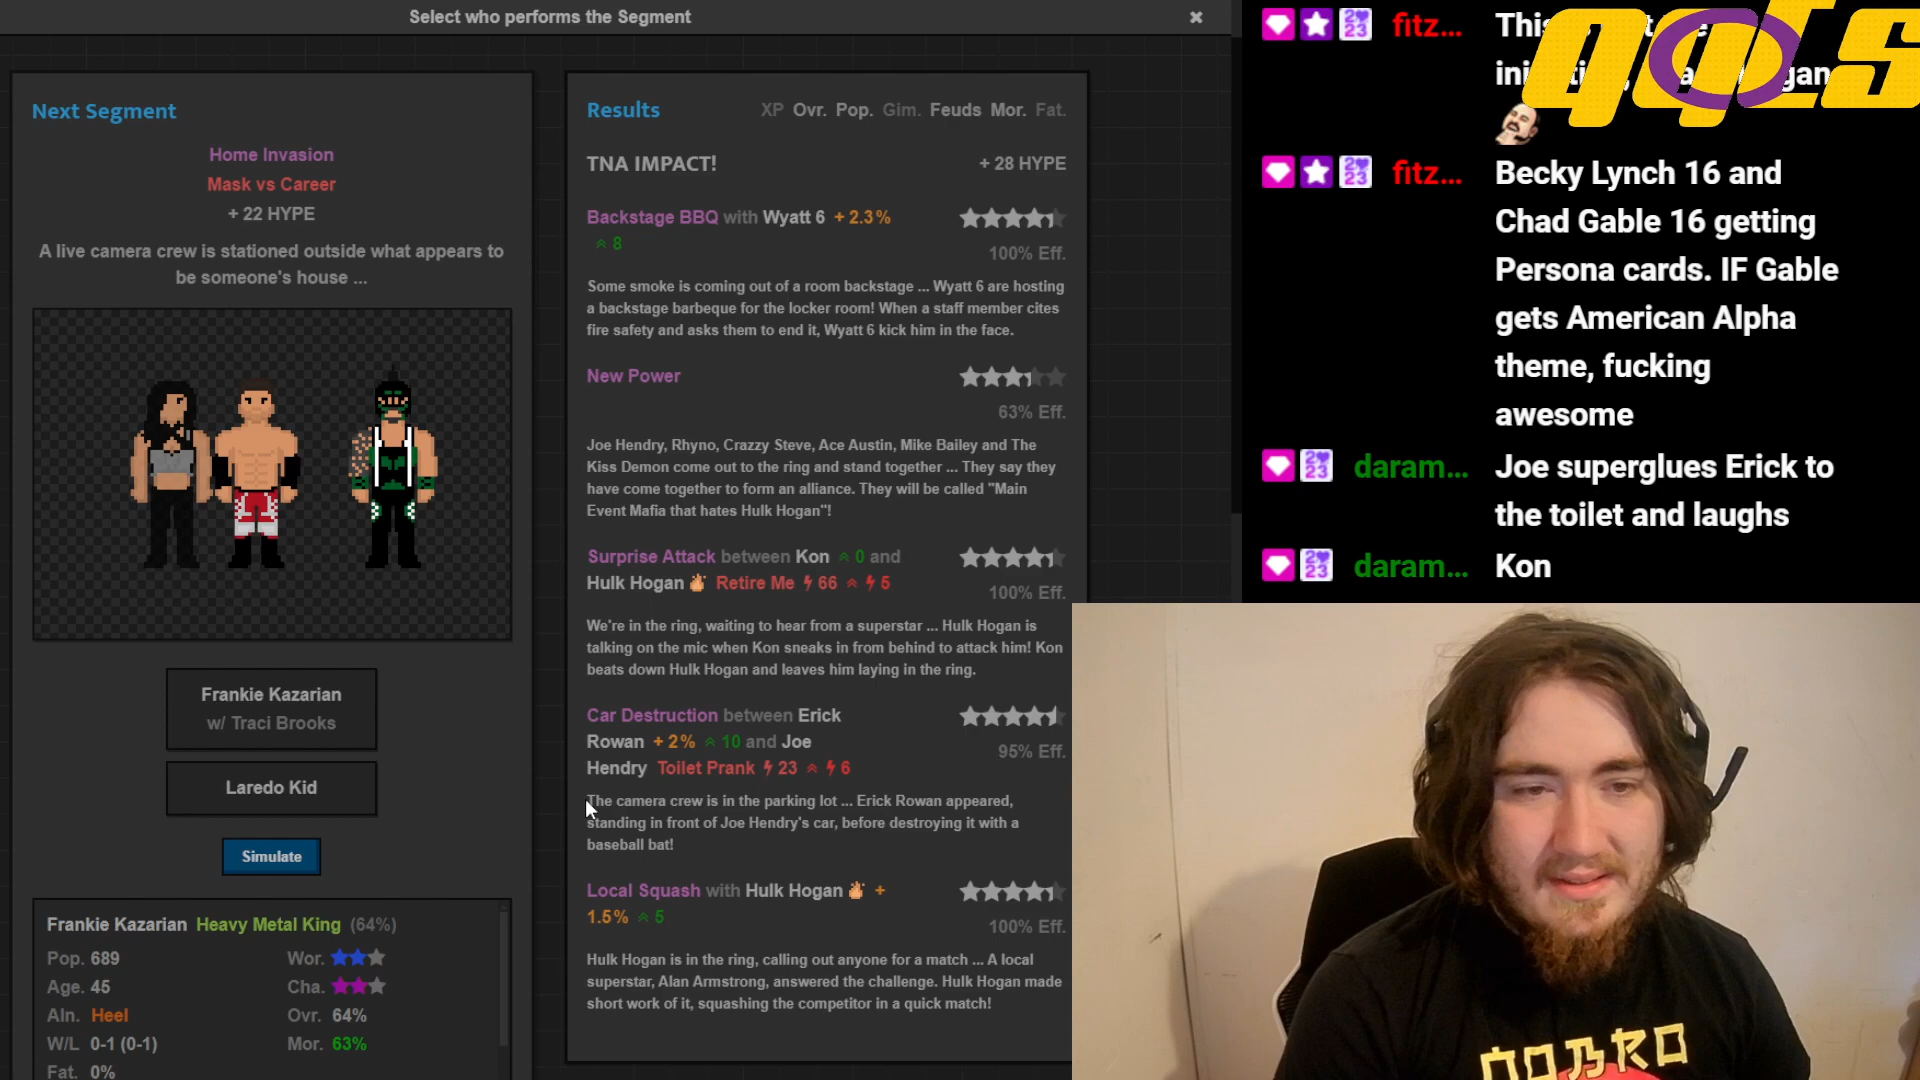 Select who performs the Segment
Next Segment
Home Invasion
Mask vs Career
+ 22 HYPE
A live camera crew is stationed outside what appears to
be someone's house ...
Frankie Kazarian
w/ Traci Brooks
Laredo Kid
Simulate
Frankie Kazarian Heavy Metal King (64%)
Pop. 689 Wor.
Age. 45 Cha.
Aln. Heel Ovr. 64%
W/L 0-1 (0-1) Mor. 63%
Fat. 0%
Results XP Ovr. Pop. Gim. Feuds Mor. Fat.
TNA IMPACT! + 28 HYPE
Backstage BBQ with Wyatt 6 + 2.3%
8
100% Eff.
Some smoke is coming out of a room backstage ... Wyatt 6 are hosting
a backstage barbeque for the locker room! When a staff member cites
fire safety and asks them to end it, Wyatt 6 kick him in the face.
New Power
63% Eff.
Joe Hendry, Rhyno, Crazzy Steve, Ace Austin, Mike Bailey and The
Kiss Demon come out to the ring and stand together ... They say they
have come together to form an alliance. They will be called "Main
Event Mafia that hates Hulk Hogan"!
Surprise Attack between Kon 0 and
Hulk Hogan Retire Me 66 5
100% Eff.
We're in the ring, waiting to hear from a superstar ... Hulk Hogan is
talking on the mic when Kon sneaks in from behind to attack him! Kon
beats down Hulk Hogan and leaves him laying in the ring.
Car Destruction between Erick
Rowan + 2% 10 and Joe
Hendry Toilet Prank 23 6
95% Eff.
The camera crew is in the parking lot ... Erick Rowan appeared,
standing in front of Joe Hendry's car, before destroying it with a
baseball bat!
Local Squash with Hulk Hogan +
1.5% 5
100% Eff.
Hulk Hogan is in the ring, calling out anyone for a match ... A local
superstar, Alan Armstrong, answered the challenge. Hulk Hogan made
short work of it, squashing the competitor in a quick match!
fitz...
fitz... Becky Lynch 16 and
Chad Gable 16 getting
Persona cards. IF Gable
gets American Alpha
theme, fucking
awesome
daram... Joe superglues Erick to
the toilet and laughs
daram... Kon